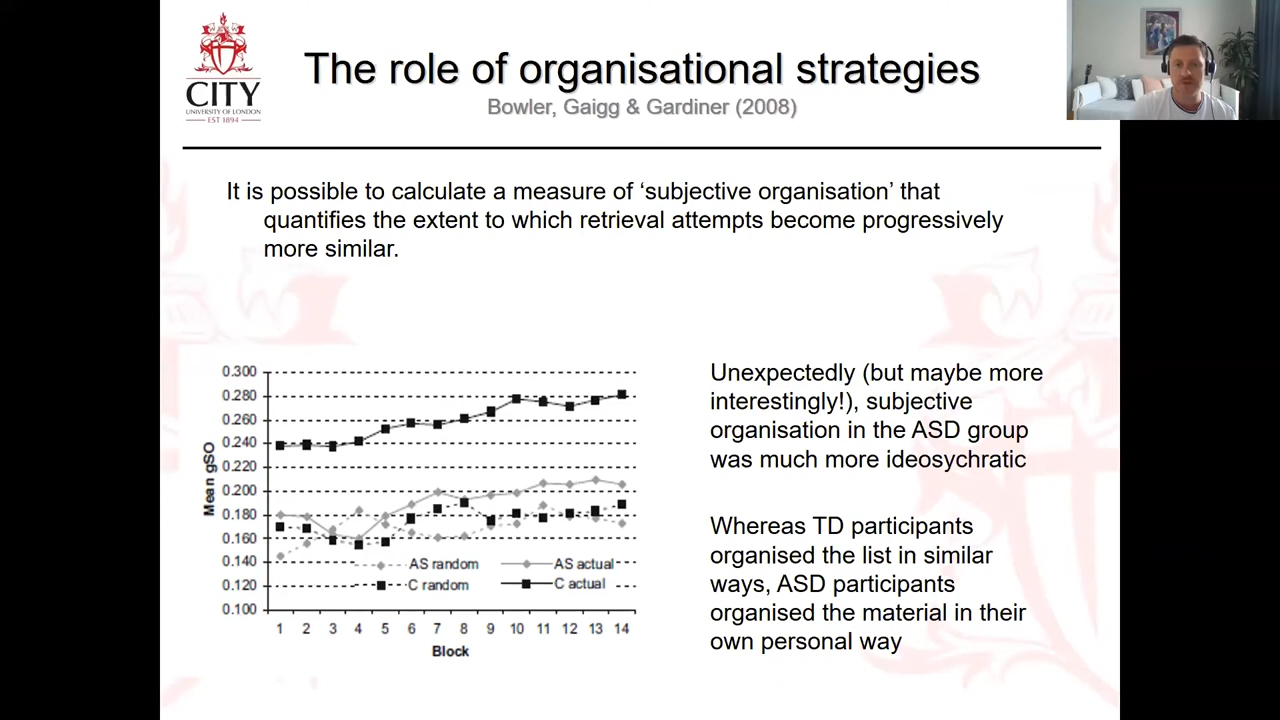 CITY
UNIVERSITY OF LONDON
EST 1894
The role of organisational strategies
Bowler, Gaigg & Gardiner (2008)
It is possible to calculate a measure of ‘subjective organisation’ that
quantifies the extent to which retrieval attempts become progressively
more similar.
0.300
0.280
0.260
0.240
0.220
0.200
0.180
0.160
0.140
0.120
0.100
Mean gSO
AS random
AS actual
C random
C actual
1 2 3 4 5 6 7 8 9 10 11 12 13 14
Block
Unexpectedly (but maybe more
interestingly!), subjective
organisation in the ASD group
was much more ideosychratic
Whereas TD participants
organised the list in similar
ways, ASD participants
organised the material in their
own personal way